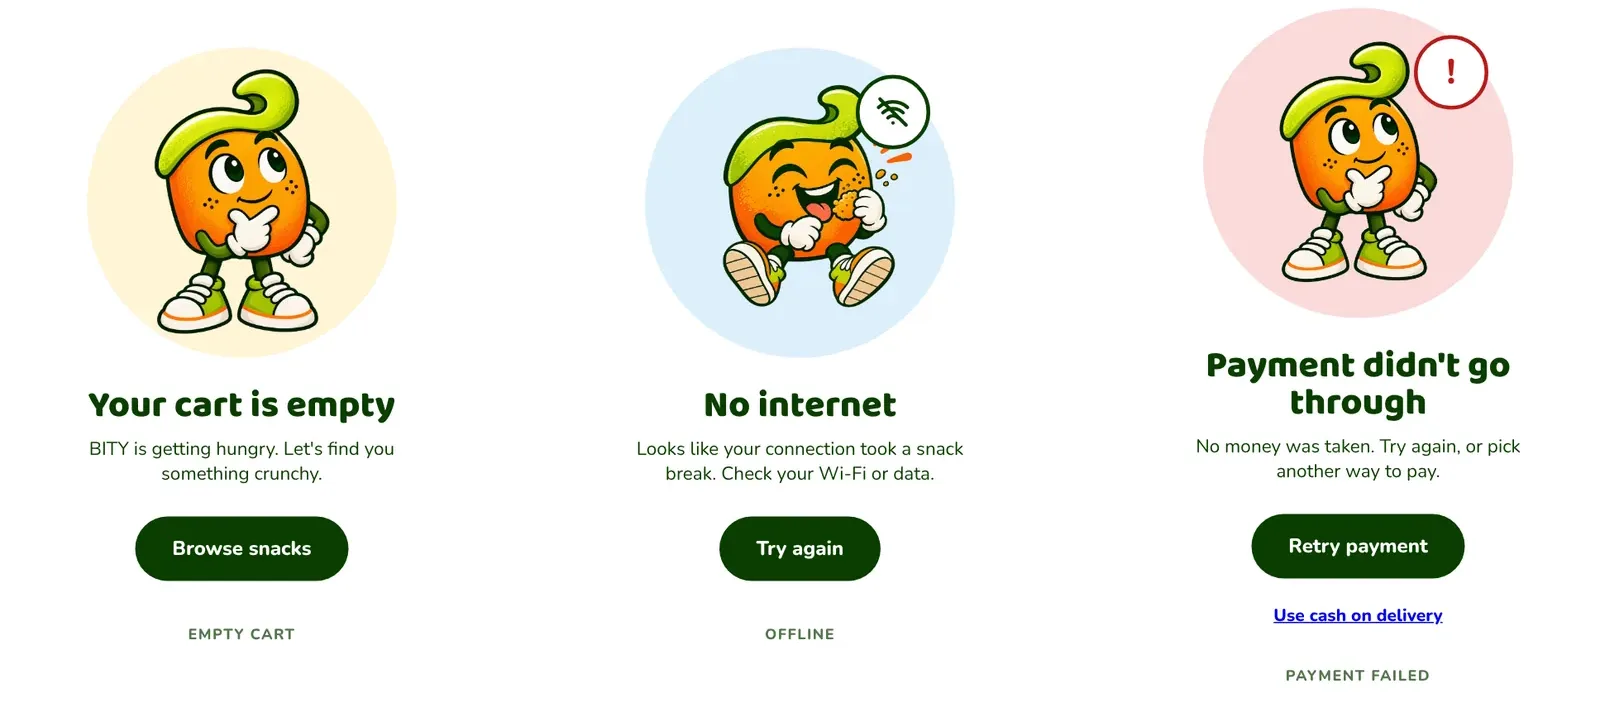 Your cart is empty
BITY is getting hungry. Let's find you
something crunchy.
Browse snacks
EMPTY CART
No internet
Looks like your connection took a snack
break. Check your Wi-Fi or data.
Try again
OFFLINE
!
Payment didn't go
through
No money was taken. Try again, or pick
another way to pay.
Retry payment
Use cash on delivery
PAYMENT FAILED